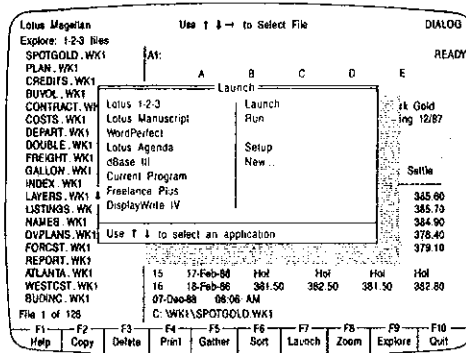 Lotus Magellan Use ↑ ↓ → to Select File DIALOG
Explore: 1-2-3 files
SPOTGOLD.WK1 A1: READY
PLAN.WK1
CREDITS.WK1 A B C D E
BUVOL.WK1 Launch
CONTRACT.WK Lotus 1-2-3 Launch rk Gold
COSTS.WK1 Lotus Manuscript Run ing 12/87
DEPART.WK1 WordPerfect
DOUBLE.WK1 Lotus Agenda Setup
FREIGHT.WK1 dBase III New...
GALLON.WK1 Current Program Settle
INDEX.WK1 Freelance Plus
LAYERS.WK1 DisplayWrite IV 385.60
LISTINGS.WK1 385.70
NAMES.WK1 384.90
OVPLANS.WK1 Use ↑ ↓ to select an application 378.40
FORCST.WK1 379.10
REPORT.WK1
ATLANTA.WK1 15 17-Feb-86 Hol Hol Hol Hol
WESTCST.WK1 16 18-Feb-86 381.50 382.50 381.50 382.80
BUDINC.WK1 07-Dec-88 08:06 AM
File 1 of 126 C:\WK1\SPOTGOLD.WK1
F1 F2 F3 F4 F5 F6 F7 F8 F9 F10
Help Copy Delete Print Gather Sort Launch Zoom Explore Quit